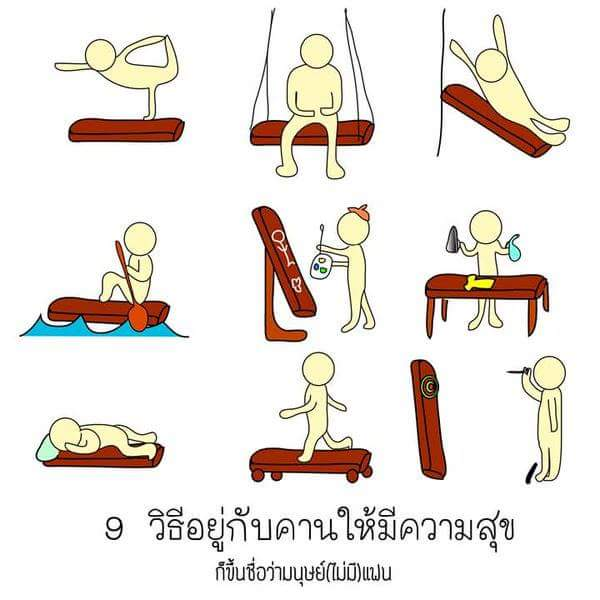 9 วิธีอยู่กับคานให้มีความสุข
ก็ขึ้นชื่อว่ามนุษย์(ไม่มี)แฟน